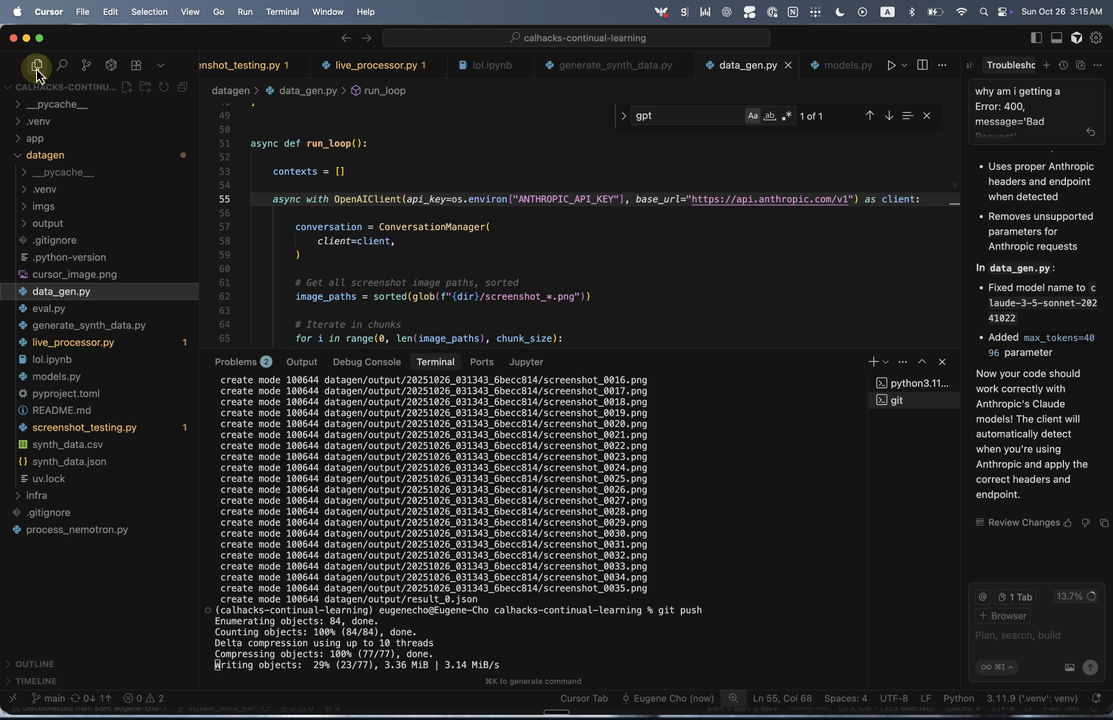 Cursor File Edit Selection View Go Run Terminal Window Help
A Sun Oct 26 3:15 AM
calhacks-continual-learning
enshot_testing.py 1 live_processor.py 1 lol.ipynb generate_synth_data.py data_gen.py models.py
CALHACKS-CONTINU...
__pycache__
.venv
app
datagen
__pycache__
.venv
imgs
output
.gitignore
.python-version
cursor_image.png
data_gen.py
eval.py
generate_synth_data.py
live_processor.py 1
lol.ipynb
models.py
pyproject.toml
README.md
screenshot_testing.py 1
synth_data.csv
synth_data.json
uv.lock
infra
.gitignore
process_nemotron.py
OUTLINE
TIMELINE
datagen > data_gen.py > run_loop
gpt Aa ab 1 of 1
49
50
51 async def run_loop():
52
53 contexts = []
54
55 async with OpenAIClient(api_key=os.environ["ANTHROPIC_API_KEY"], base_url="https://api.anthropic.com/v1") as client:
56
57 conversation = ConversationManager(
58 client=client,
59 )
60
61 # Get all screenshot image paths, sorted
62 image_paths = sorted(glob(f"{dir}/screenshot_*.png"))
63
64 # Iterate in chunks
65 for i in range(0, len(image_paths), chunk_size):
Problems 2 Output Debug Console Terminal Ports Jupyter
create mode 100644 datagen/output/20251026_031343_6becc814/screenshot_0016.png
create mode 100644 datagen/output/20251026_031343_6becc814/screenshot_0017.png
create mode 100644 datagen/output/20251026_031343_6becc814/screenshot_0018.png
create mode 100644 datagen/output/20251026_031343_6becc814/screenshot_0019.png
create mode 100644 datagen/output/20251026_031343_6becc814/screenshot_0020.png
create mode 100644 datagen/output/20251026_031343_6becc814/screenshot_0021.png
create mode 100644 datagen/output/20251026_031343_6becc814/screenshot_0022.png
create mode 100644 datagen/output/20251026_031343_6becc814/screenshot_0023.png
create mode 100644 datagen/output/20251026_031343_6becc814/screenshot_0024.png
create mode 100644 datagen/output/20251026_031343_6becc814/screenshot_0025.png
create mode 100644 datagen/output/20251026_031343_6becc814/screenshot_0026.png
create mode 100644 datagen/output/20251026_031343_6becc814/screenshot_0027.png
create mode 100644 datagen/output/20251026_031343_6becc814/screenshot_0028.png
create mode 100644 datagen/output/20251026_031343_6becc814/screenshot_0029.png
create mode 100644 datagen/output/20251026_031343_6becc814/screenshot_0030.png
create mode 100644 datagen/output/20251026_031343_6becc814/screenshot_0031.png
create mode 100644 datagen/output/20251026_031343_6becc814/screenshot_0032.png
create mode 100644 datagen/output/20251026_031343_6becc814/screenshot_0033.png
create mode 100644 datagen/output/20251026_031343_6becc814/screenshot_0034.png
create mode 100644 datagen/output/20251026_031343_6becc814/screenshot_0035.png
create mode 100644 datagen/output/result_0.json
(calhacks-continual-learning) eugenecho@Eugene-Cho calhacks-continual-learning % git push
Enumerating objects: 84, done.
Counting objects: 100% (84/84), done.
Delta compression using up to 10 threads
Compressing objects: 100% (77/77), done.
Writing objects: 29% (23/77), 3.36 MiB | 3.14 MiB/s
⌘K to generate command
python3.11...
git
Troublesho
why am i getting a
Error: 400,
message='Bad
Request'
Uses proper Anthropic
headers and endpoint
when detected
Removes unsupported
parameters for
Anthropic requests
In data_gen.py:
Fixed model name to c
laude-3-5-sonnet-202
41022
Added max_tokens=40
96 parameter
Now your code should
work correctly with
Anthropic's Claude
models! The client will
automatically detect
when you're using
Anthropic and apply the
correct headers and
endpoint.
Review Changes
@ 1 Tab 13.7%
+ Browser
Plan, search, build
∞ ⌘I
main 0↓ 1↑ 0 2 Cursor Tab Eugene Cho (now) Ln 55, Col 68 Spaces: 4 UTF-8 LF Python 3.11.9 ('.venv': venv)